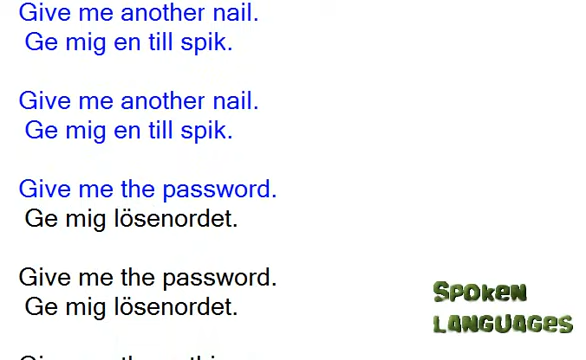 Give me another nail.
Ge mig en till spik.
Give me another nail.
Ge mig en till spik.
Give me the password.
Ge mig lösenordet.
Give me the password.
Ge mig lösenordet.
Spoken
Languages